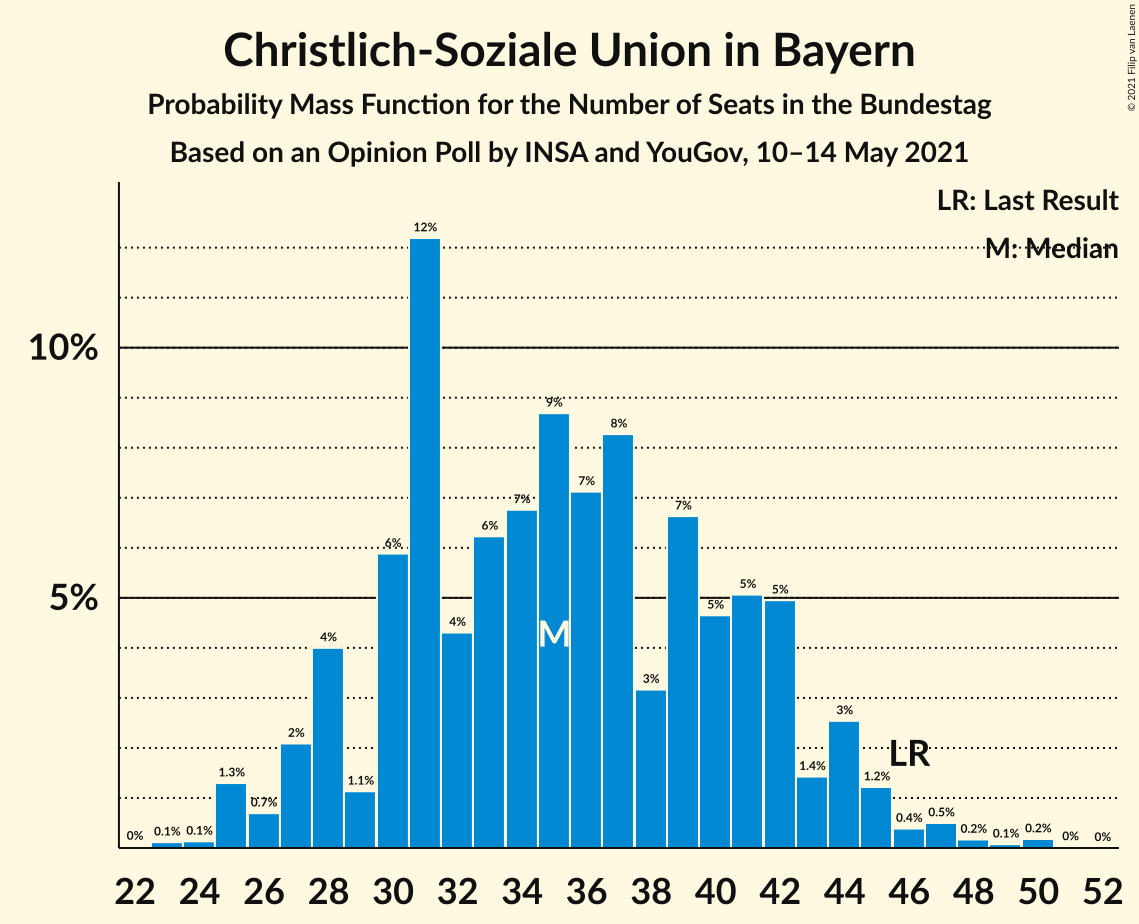 Christlich-Soziale Union in Bayern
Probability Mass Function for the Number of Seats in the Bundestag
Based on an Opinion Poll by INSA and YouGov, 10–14 May 2021
© 2021 Filip van Laenen
LR: Last Result
M: Median
10%
5%
0% 0.1% 0.1% 1.3% 0.7% 2% 4% 1.1% 6% 12% 4% 6% 7% 9% 7% 8% 3% 7% 5% 5% 5% 1.4% 3% 1.2% 0.4% 0.5% 0.2% 0.1% 0.2% 0% 0%
M
LR
22 24 26 28 30 32 34 36 38 40 42 44 46 48 50 52